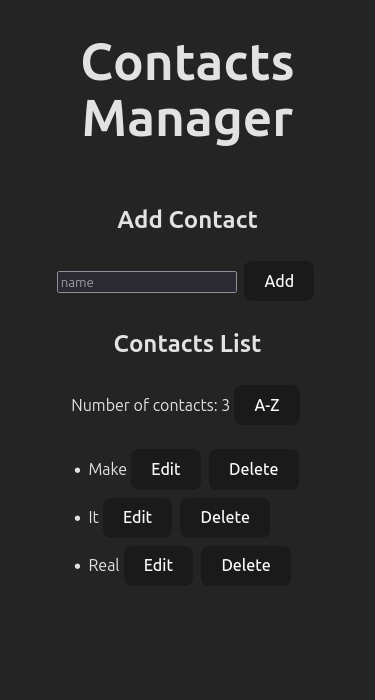 Contacts
Manager
Add Contact
name Add
Contacts List
Number of contacts: 3 A-Z
• Make Edit Delete
• It Edit Delete
• Real Edit Delete